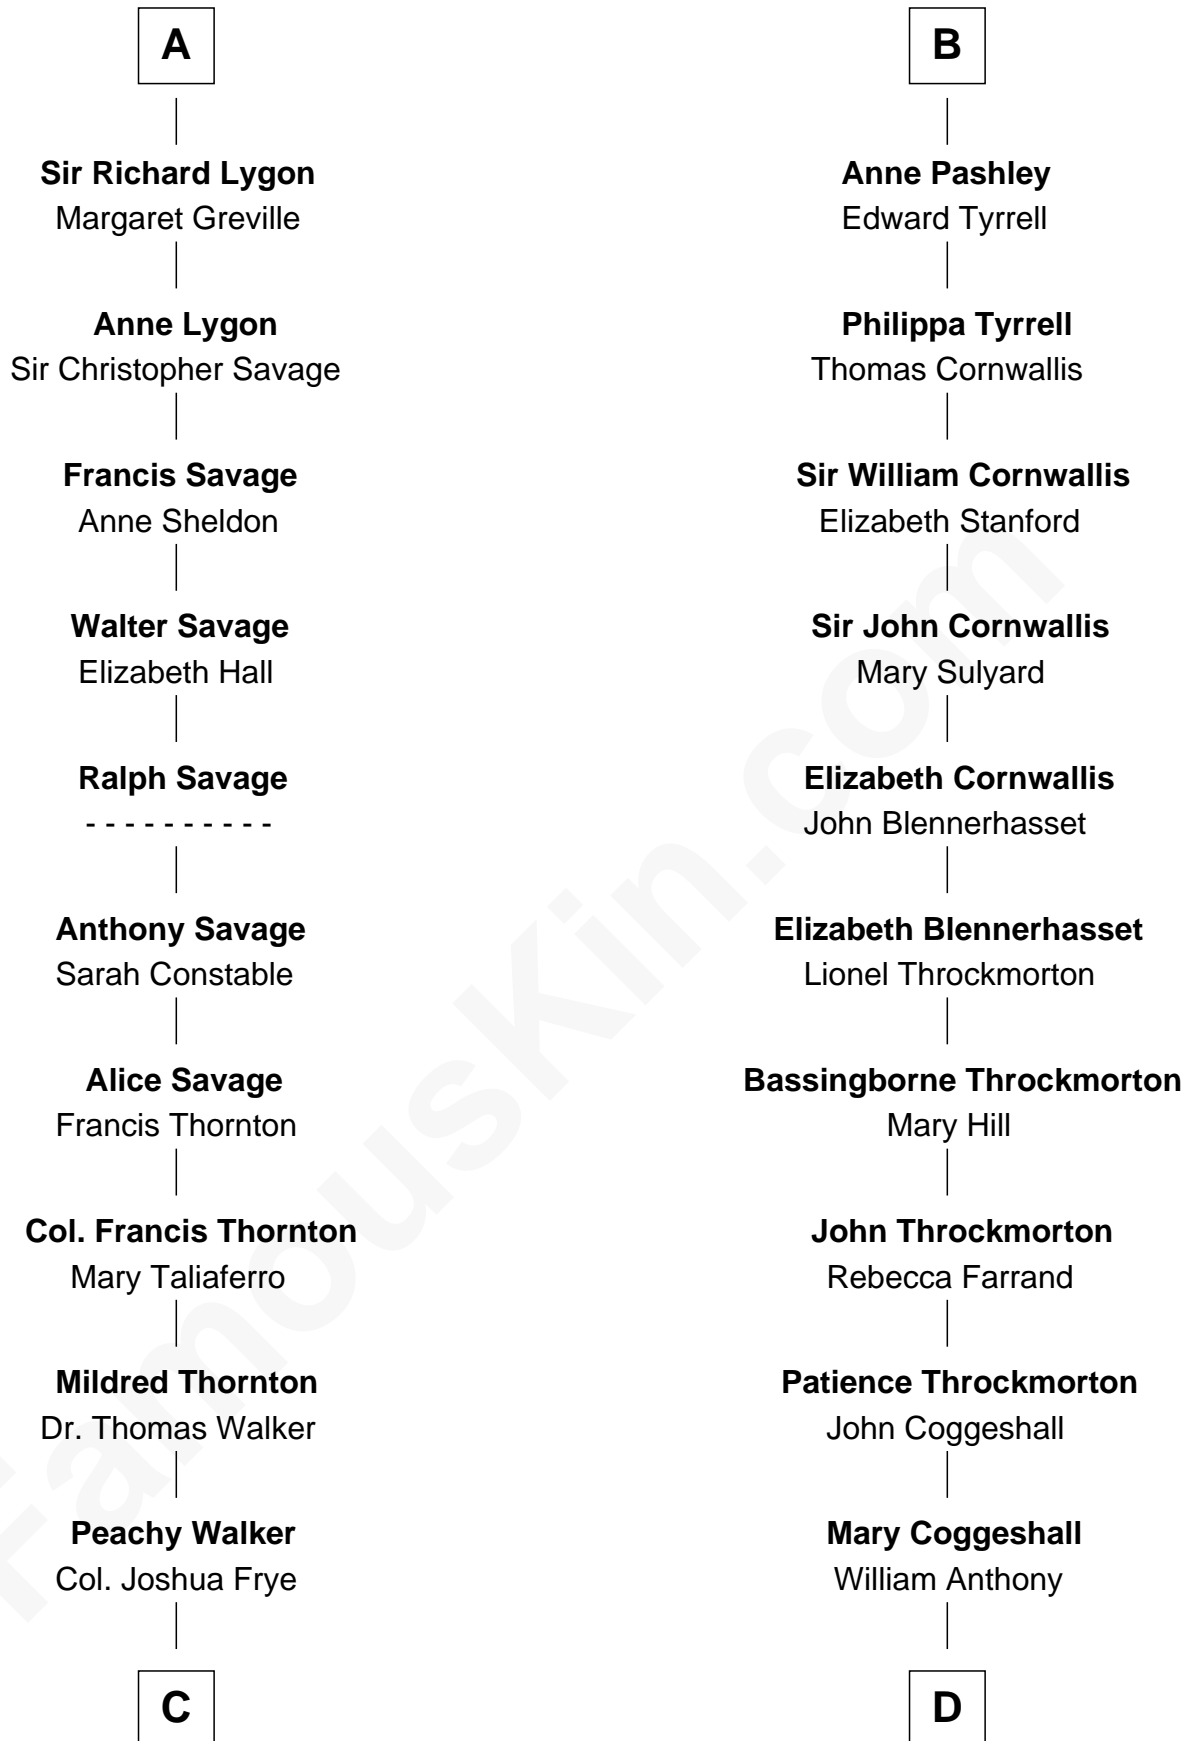 A
Sir Richard Lygon
Margaret Greville
Anne Lygon
Sir Christopher Savage
Francis Savage
Anne Sheldon
Walter Savage
Elizabeth Hall
Ralph Savage
- - - - - - - - - -
Anthony Savage
Sarah Constable
Alice Savage
Francis Thornton
Col. Francis Thornton
Mary Taliaferro
Mildred Thornton
Dr. Thomas Walker
Peachy Walker
Col. Joshua Frye
C
B
Anne Pashley
Edward Tyrrell
Philippa Tyrrell
Thomas Cornwallis
Sir William Cornwallis
Elizabeth Stanford
Sir John Cornwallis
Mary Sulyard
Elizabeth Cornwallis
John Blennerhasset
Elizabeth Blennerhasset
Lionel Throckmorton
Bassingborne Throckmorton
Mary Hill
John Throckmorton
Rebecca Farrand
Patience Throckmorton
John Coggeshall
Mary Coggeshall
William Anthony
D
FamousKin.com